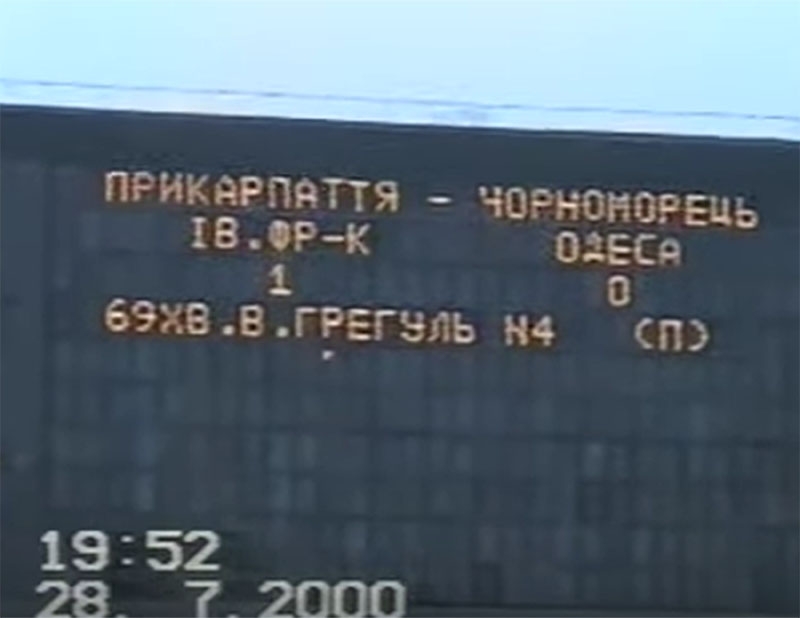 ПРИКАРПАТТЯ - ЧОРНОМОРЕЦЬ
ІВ.ФР-К ОДЕСА
1 0
69ХВ.В.ГРЕГУЛЬ N4 (П)
19:52
28. 7.2000